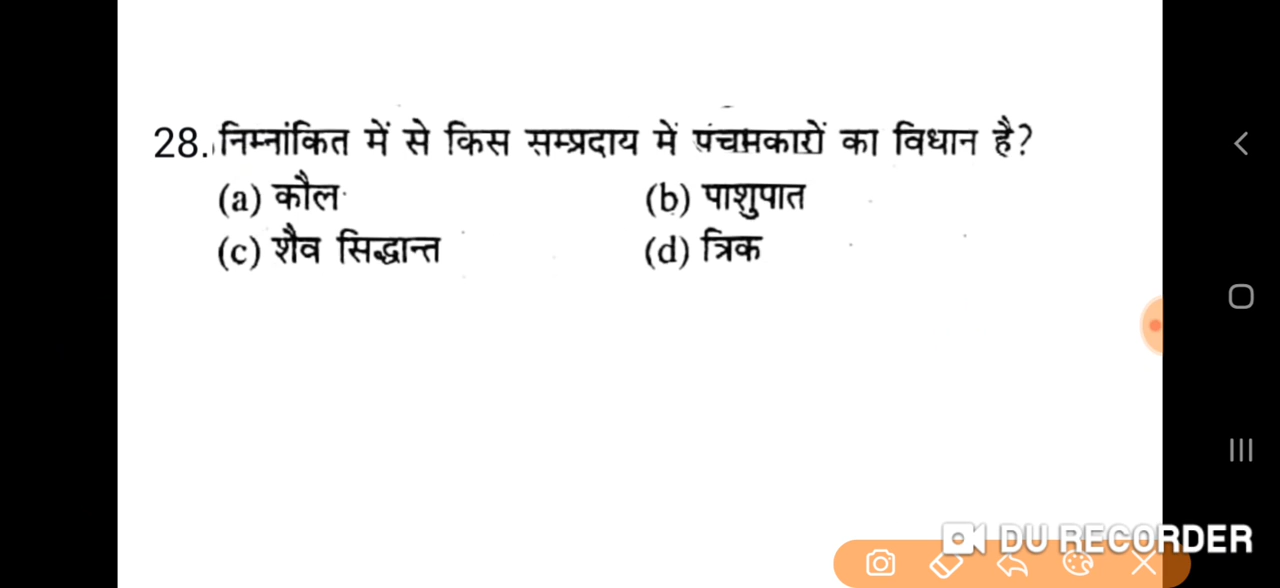 28. निम्नांकित में से किस सम्प्रदाय में पंचमकारों का विधान है?
(a) कौल (b) पाशुपात
(c) शैव सिद्धान्त (d) त्रिक
DU RECORDER